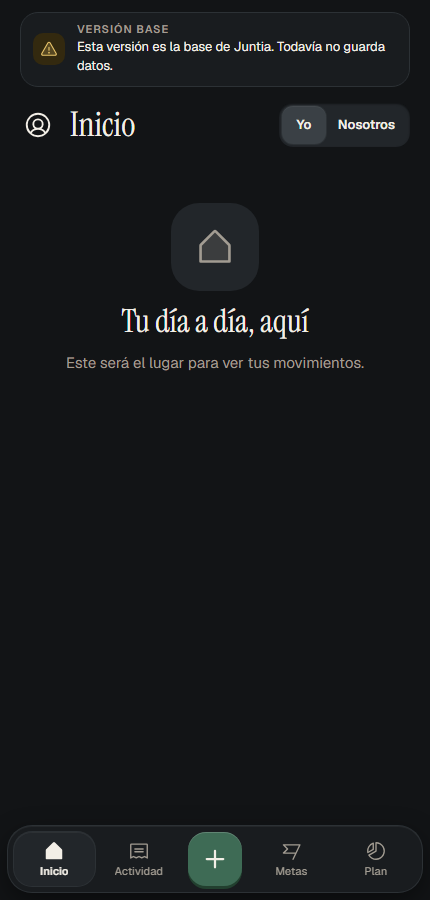 VERSIÓN BASE
Esta versión es la base de Juntia. Todavía no guarda
datos.
Inicio
Yo
Nosotros
Tu día a día, aquí
Este será el lugar para ver tus movimientos.
Inicio
Actividad
Metas
Plan